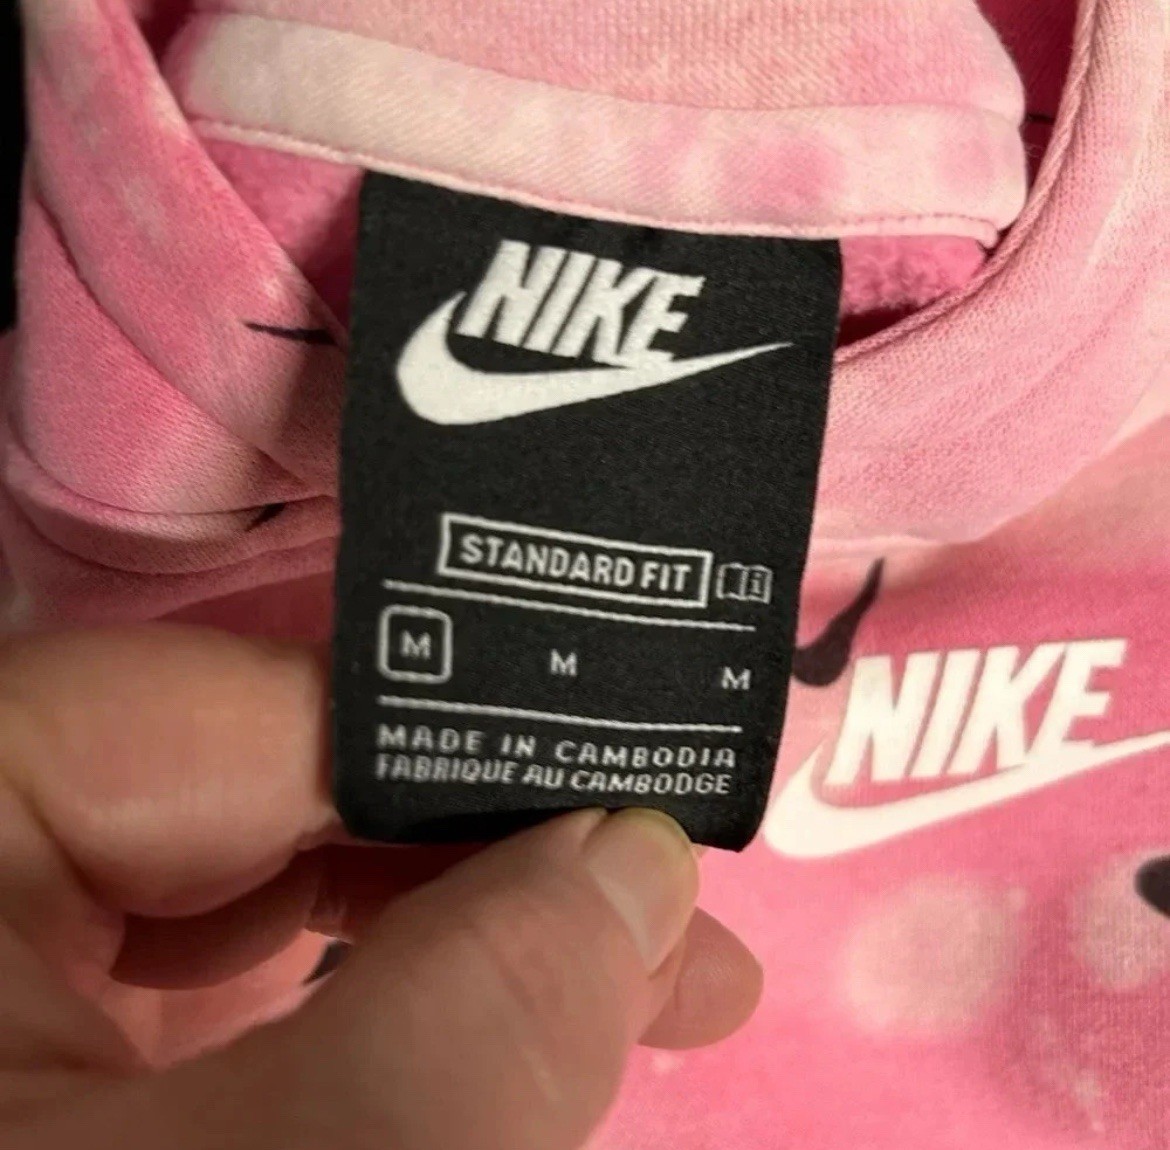 NIKE
STANDARD FIT
M M M
MADE IN CAMBODIA
FABRIQUE AU CAMBODGE
NIKE